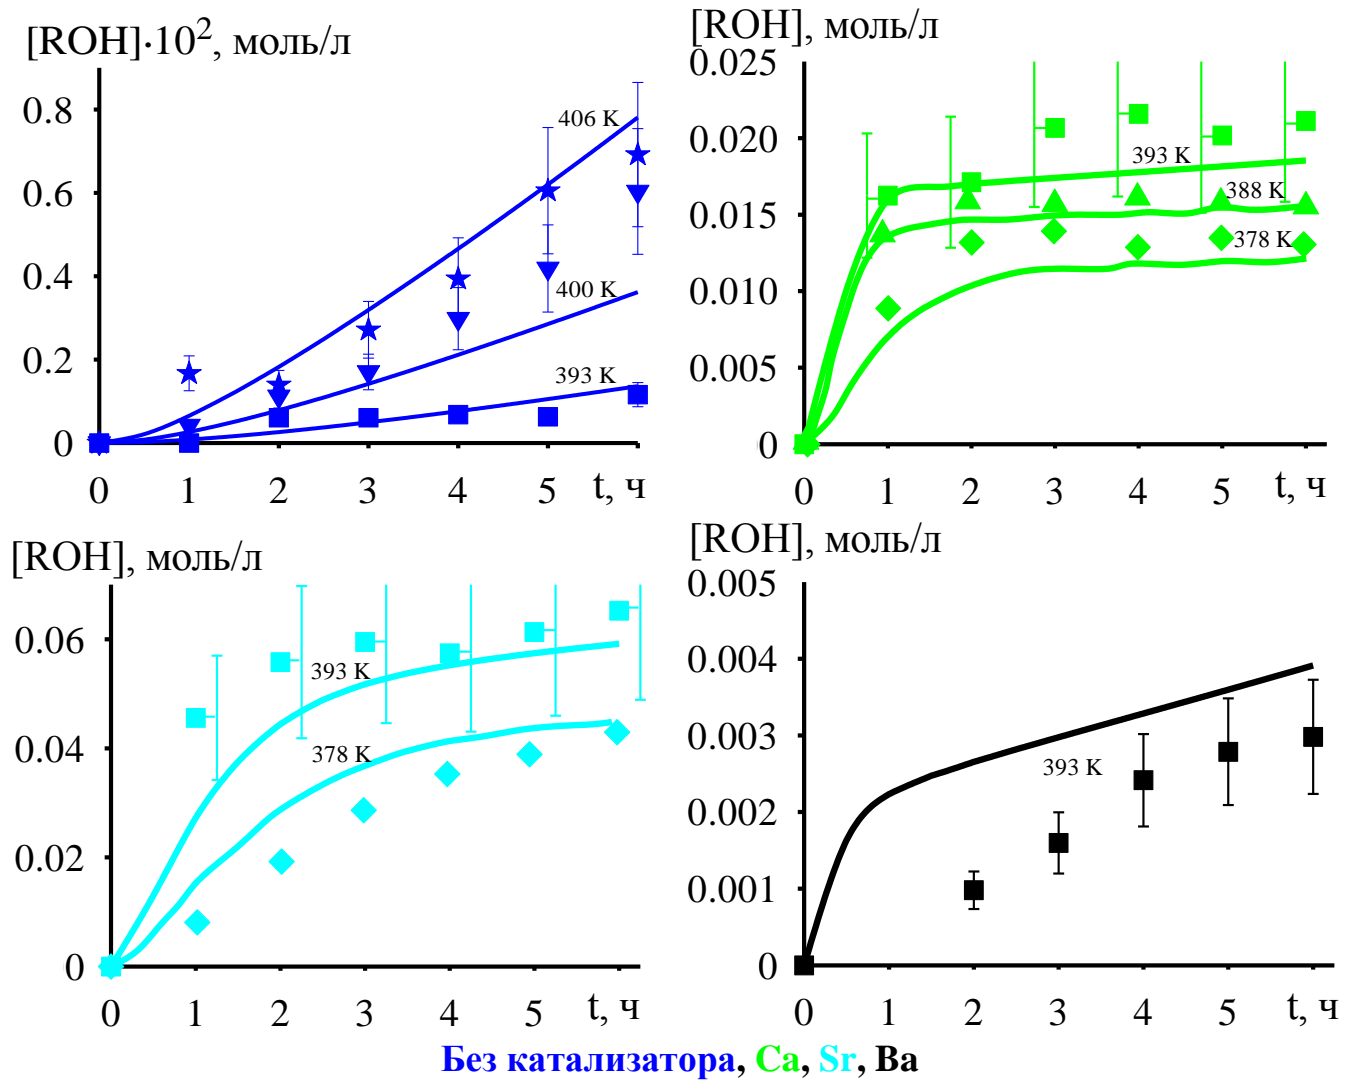 [ROH]·10², моль/л
0.8
0.6
0.4
0.2
0
406 K
400 K
393 K
0 1 2 3 4 5 t, ч
[ROH], моль/л
0.025
0.020
0.015
0.010
0.005
0
393 K
388 K
378 K
0 1 2 3 4 5 t, ч
[ROH], моль/л
0.06
0.04
0.02
0
393 K
378 K
0 1 2 3 4 5 t, ч
[ROH], моль/л
0.005
0.004
0.003
0.002
0.001
0
393 K
0 1 2 3 4 5 t, ч
Без катализатора, Ca, Sr, Ba